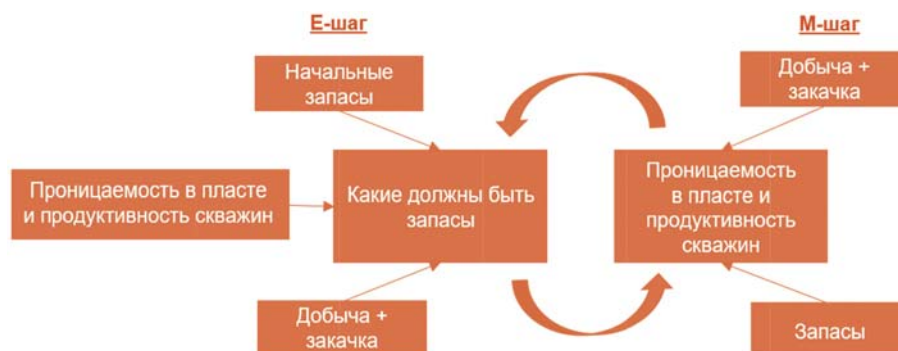 Е-шаг
Начальные
запасы
Проницаемость в пласте
и продуктивность скважин
Какие должны быть
запасы
Добыча +
закачка
М-шаг
Добыча +
закачка
Проницаемость
в пласте и
продуктивность
скважин
Запасы